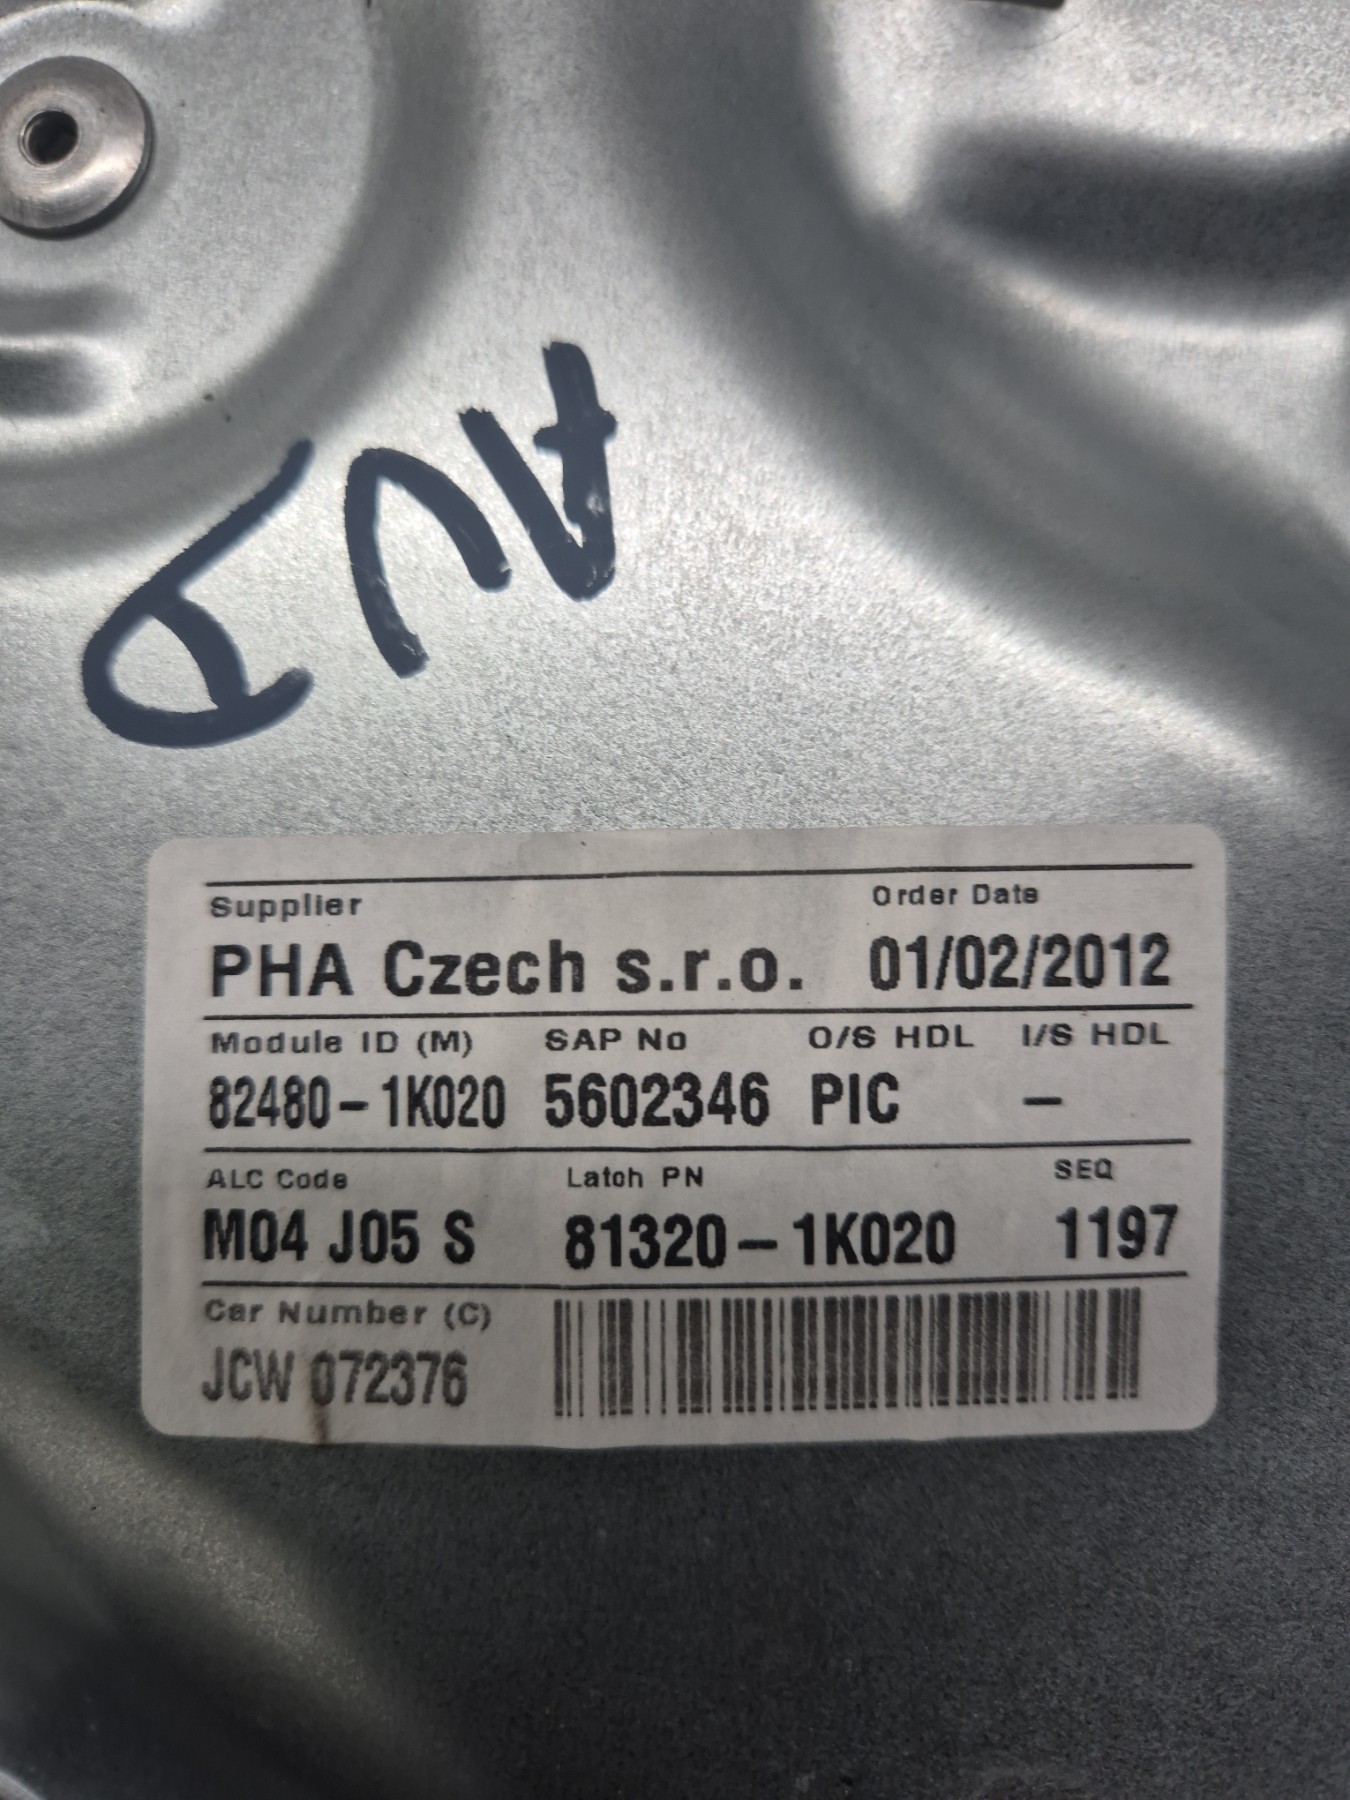 Supplier Order Date
PHA Czech s.r.o. 01/02/2012
Module ID (M) SAP No O/S HDL I/S HDL
82480-1K020 5602346 PIC -
ALC Code Latch PN SEQ
M04 J05 S 81320-1K020 1197
Car Number (C)
JCW 072376